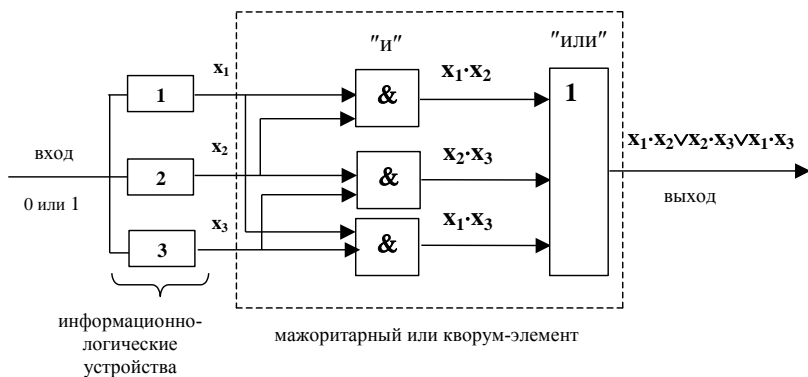 "и"
"или"
x₁
x₁·x₂
1
&
1
x₁·x₂∨x₂·x₃∨x₁·x₃
вход
x₂
x₂·x₃
2
&
выход
0 или 1
x₃
x₁·x₃
3
&
информационно-
логические
устройства
мажоритарный или кворум-элемент